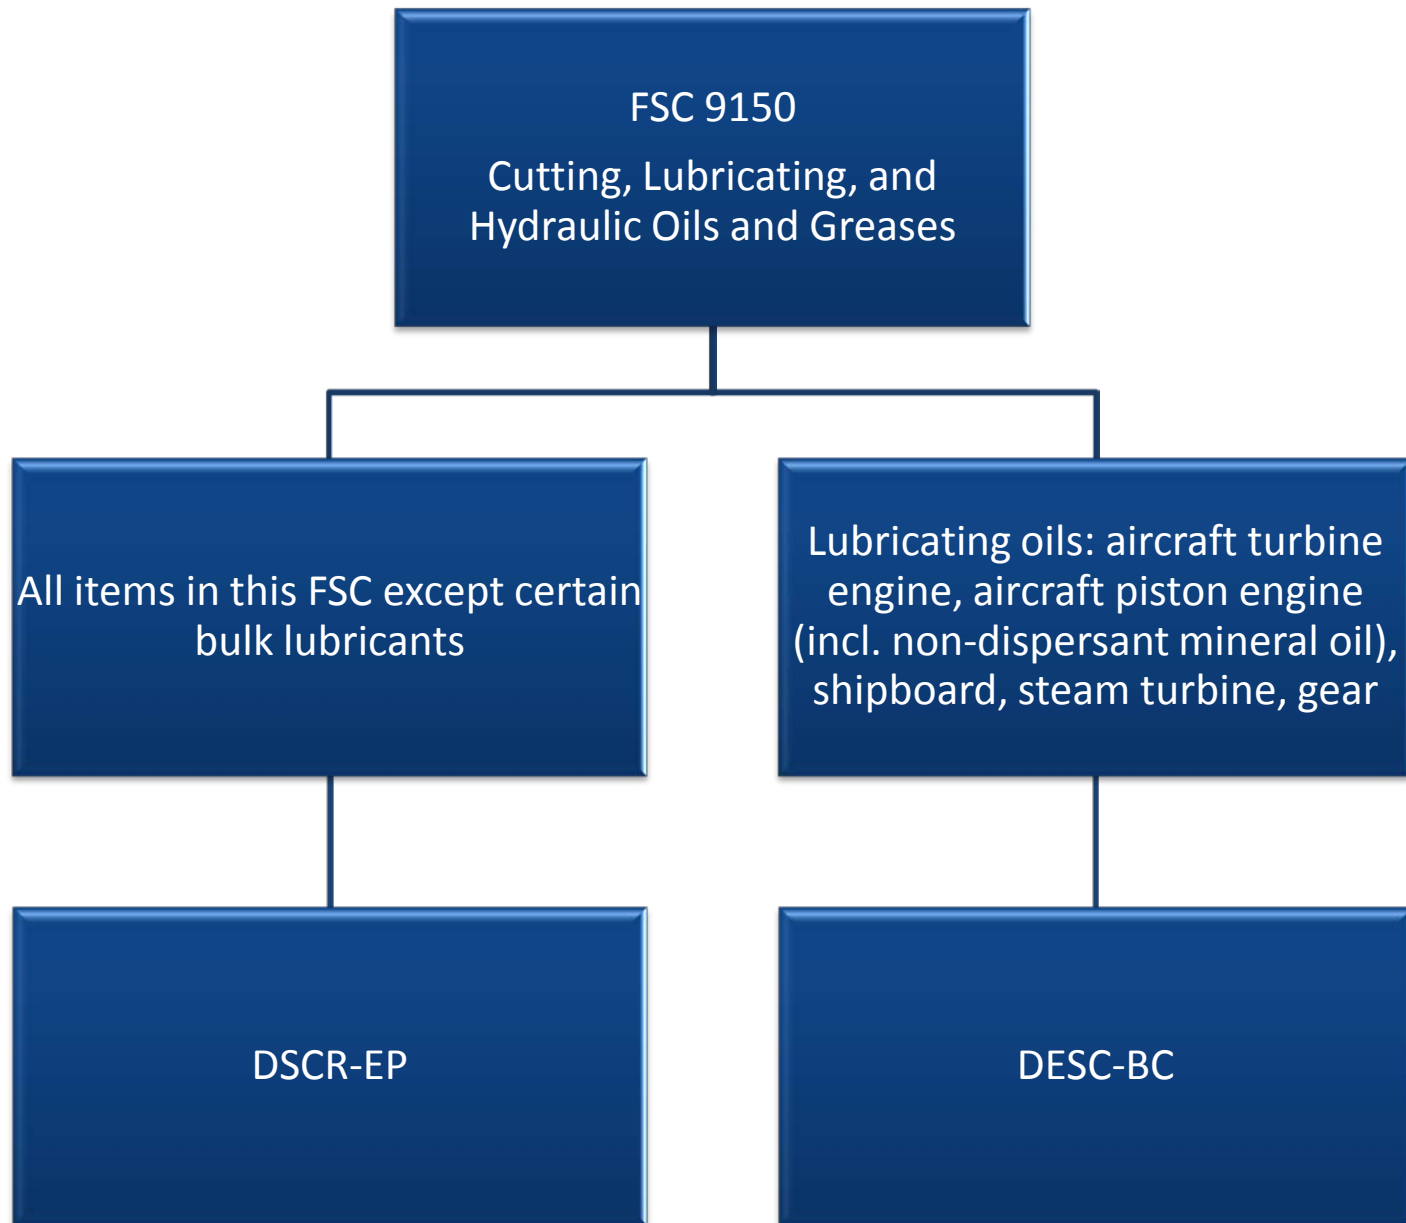 FSC 9150
Cutting, Lubricating, and
Hydraulic Oils and Greases
All items in this FSC except certain
bulk lubricants
Lubricating oils: aircraft turbine
engine, aircraft piston engine
(incl. non-dispersant mineral oil),
shipboard, steam turbine, gear
DSCR-EP
DESC-BC